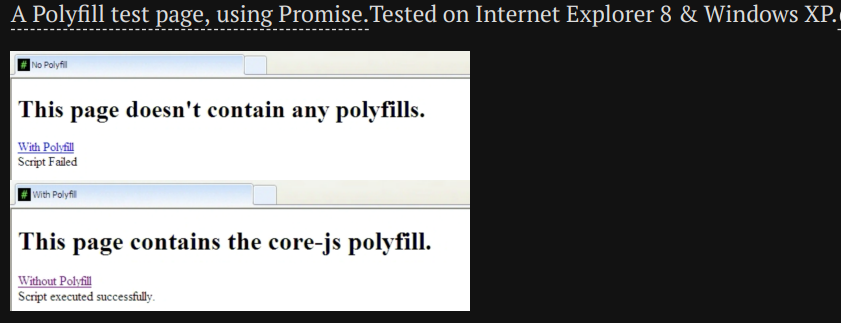 A Polyfill test page, using Promise.Tested on Internet Explorer 8 & Windows XP.
# No Polyfill
This page doesn't contain any polyfills.
With Polyfill
Script Failed
# With Polyfill
This page contains the core-js polyfill.
Without Polyfill
Script executed successfully.